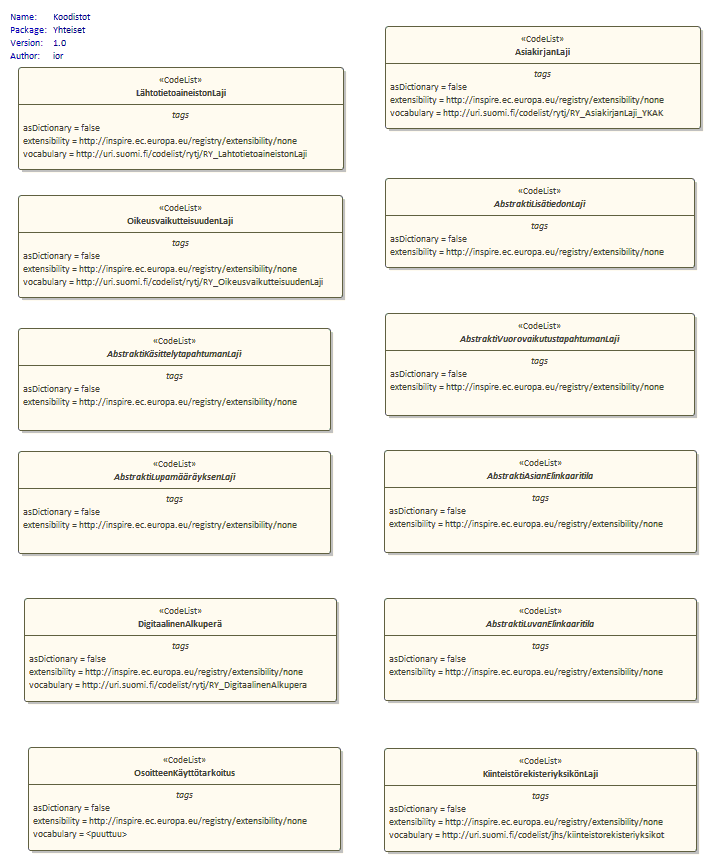 Name: Koodistot
Package: Yhteiset
Version: 1.0
Author: ior
«CodeList»
LähtotietoaineistonLaji
tags
asDictionary = false
extensibility = http://inspire.ec.europa.eu/registry/extensibility/none
vocabulary = http://uri.suomi.fi/codelist/rytj/RY_LahtotietoaineistonLaji
«CodeList»
AsiakirjanLaji
tags
asDictionary = false
extensibility = http://inspire.ec.europa.eu/registry/extensibility/none
vocabulary = http://uri.suomi.fi/codelist/rytj/RY_AsiakirjanLaji_YKAK
«CodeList»
OikeusvaikutteisuudenLaji
tags
asDictionary = false
extensibility = http://inspire.ec.europa.eu/registry/extensibility/none
vocabulary = http://uri.suomi.fi/codelist/rytj/RY_OikeusvaikutteisuudenLaji
«CodeList»
AbstraktiLisätiedonLaji
tags
asDictionary = false
extensibility = http://inspire.ec.europa.eu/registry/extensibility/none
«CodeList»
AbstraktiKäsittelytapahtumanLaji
tags
asDictionary = false
extensibility = http://inspire.ec.europa.eu/registry/extensibility/none
«CodeList»
AbstraktiVuorovaikutustapahtumanLaji
tags
asDictionary = false
extensibility = http://inspire.ec.europa.eu/registry/extensibility/none
«CodeList»
AbstraktiLupamääräyksenLaji
tags
asDictionary = false
extensibility = http://inspire.ec.europa.eu/registry/extensibility/none
«CodeList»
AbstraktiAsianElinkaaritila
tags
asDictionary = false
extensibility = http://inspire.ec.europa.eu/registry/extensibility/none
«CodeList»
DigitaalinenAlkuperä
tags
asDictionary = false
extensibility = http://inspire.ec.europa.eu/registry/extensibility/none
vocabulary = http://uri.suomi.fi/codelist/rytj/RY_DigitaalinenAlkupera
«CodeList»
AbstraktiLuvanElinkaaritila
tags
asDictionary = false
extensibility = http://inspire.ec.europa.eu/registry/extensibility/none
«CodeList»
OsoitteenKäyttötarkoitus
tags
asDictionary = false
extensibility = http://inspire.ec.europa.eu/registry/extensibility/none
vocabulary = <puuttuu>
«CodeList»
KiinteistörekisteriyksikönLaji
tags
asDictionary = false
extensibility = http://inspire.ec.europa.eu/registry/extensibility/none
vocabulary = http://uri.suomi.fi/codelist/jhs/kiinteistorekisteriyksikot